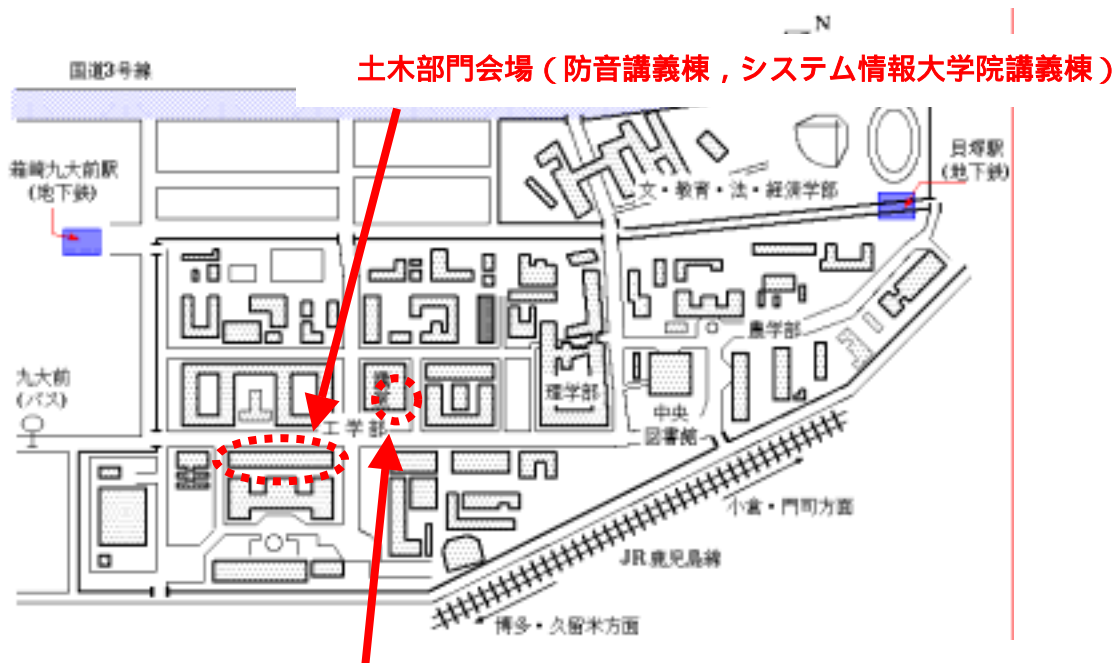 N
国道3号線
土木部門会場（防音講義棟，システム情報大学院講義棟）
箱崎九大前駅
(地下鉄)
貝塚駅
(地下鉄)
文・教育・法・経済学部
農学部
九大前
(バス)
理学部
中央
図書館
工学部
小倉・門司方面
JR鹿児島線
博多・久留米方面